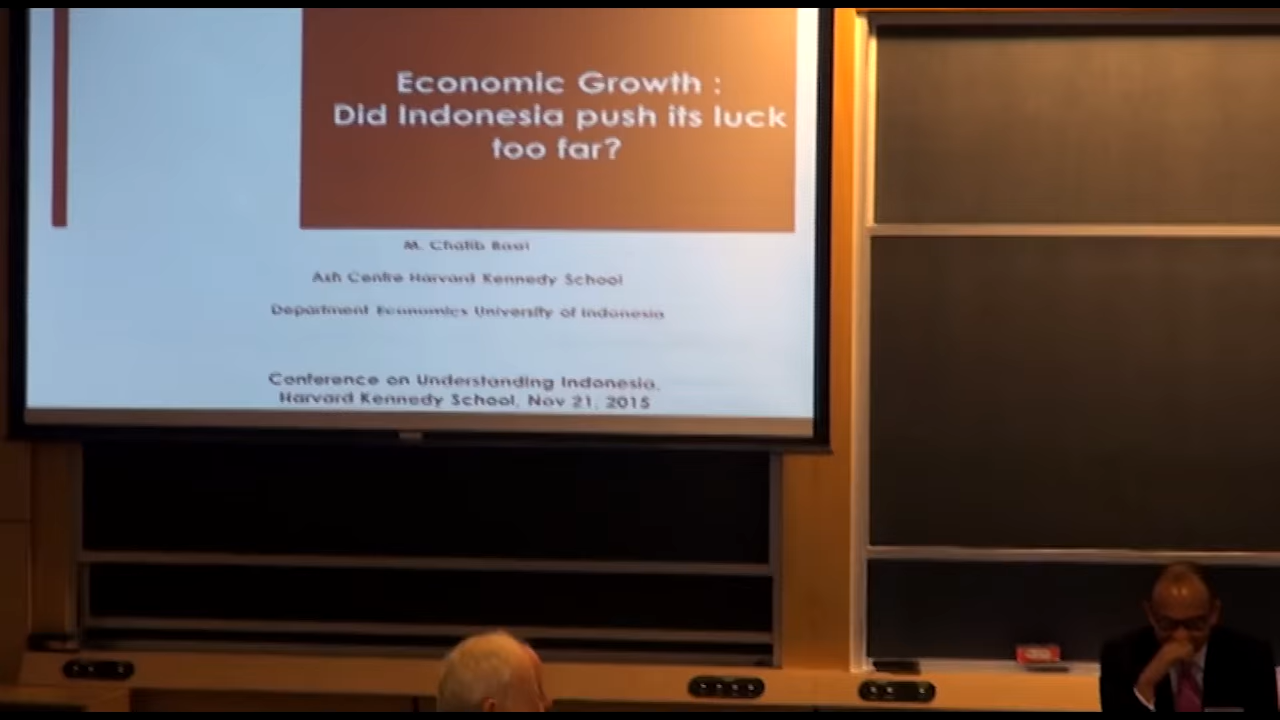 Economic Growth :
Did Indonesia push its luck
too far?
M. Chatib Basri
Ash Centre Harvard Kennedy School
Department Economics University of Indonesia
Conference on Understanding Indonesia,
Harvard Kennedy School, Nov 21, 2015